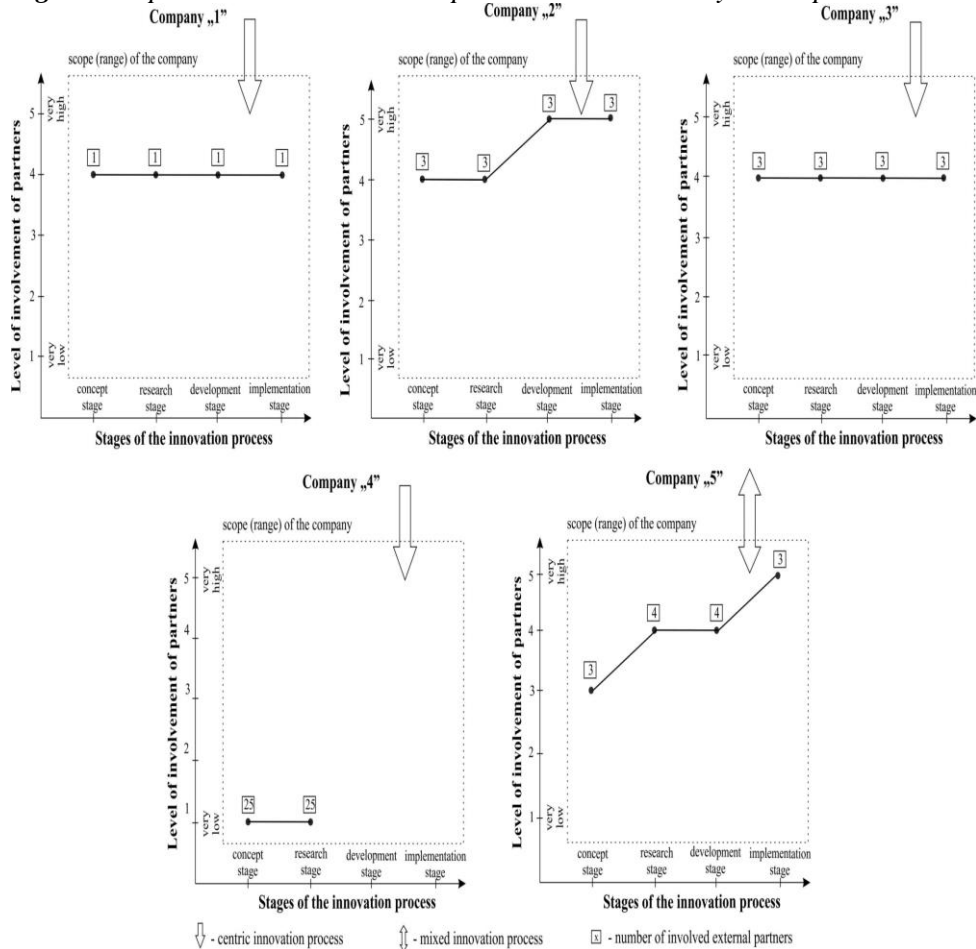 Company „1”
scope (range) of the company
Level of involvement of partners
very high
very low
5
4
3
2
1
1
1
1
1
concept stage
research stage
development stage
implementation stage
Stages of the innovation process
Company „2”
scope (range) of the company
Level of involvement of partners
very high
very low
5
4
3
2
1
3
3
3
3
concept stage
research stage
development stage
implementation stage
Stages of the innovation process
Company „3”
scope (range) of the company
Level of involvement of partners
very high
very low
5
4
3
2
1
3
3
3
3
concept stage
research stage
development stage
implementation stage
Stages of the innovation process
Company „4”
scope (range) of the company
Level of involvement of partners
very high
very low
5
4
3
2
1
25
25
concept stage
research stage
development stage
implementation stage
Stages of the innovation process
Company „5”
scope (range) of the company
Level of involvement of partners
very high
very low
5
4
3
2
1
3
4
4
3
concept stage
research stage
development stage
implementation stage
Stages of the innovation process
- centric innovation process
- mixed innovation process
x - number of involved external partners